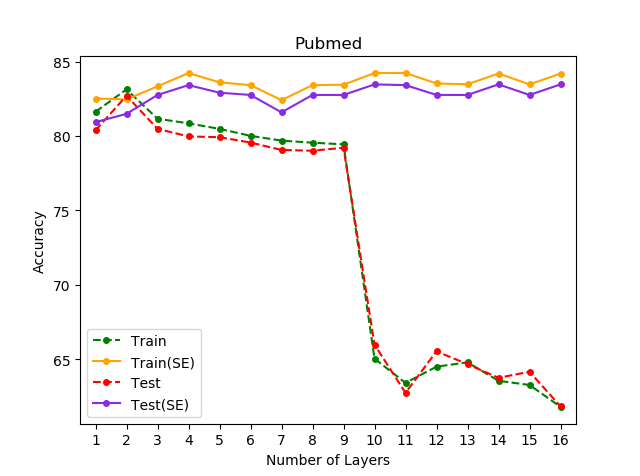 Pubmed
85
80
75
70
65
Accuracy
Train
Train(SE)
Test
Test(SE)
1 2 3 4 5 6 7 8 9 10 11 12 13 14 15 16
Number of Layers